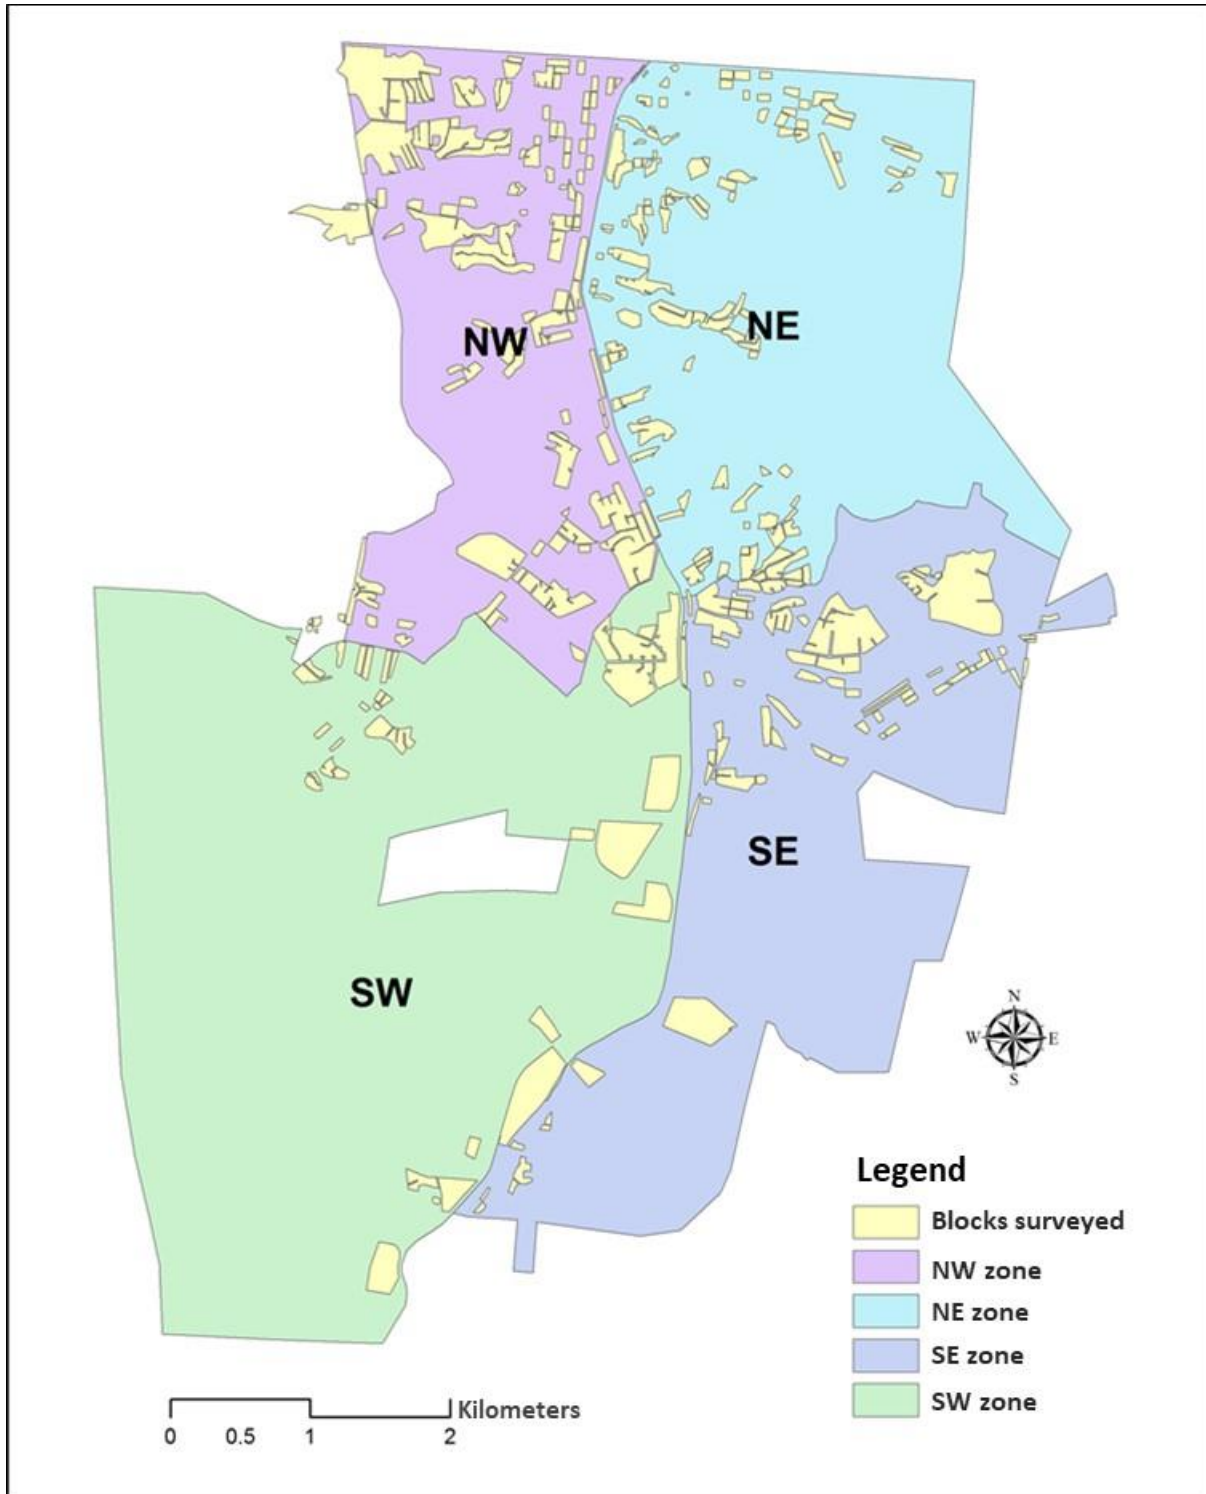 NW
NE
SE
SW
N
W E
S
Legend
Blocks surveyed
NW zone
NE zone
SE zone
SW zone
Kilometers
0 0.5 1 2